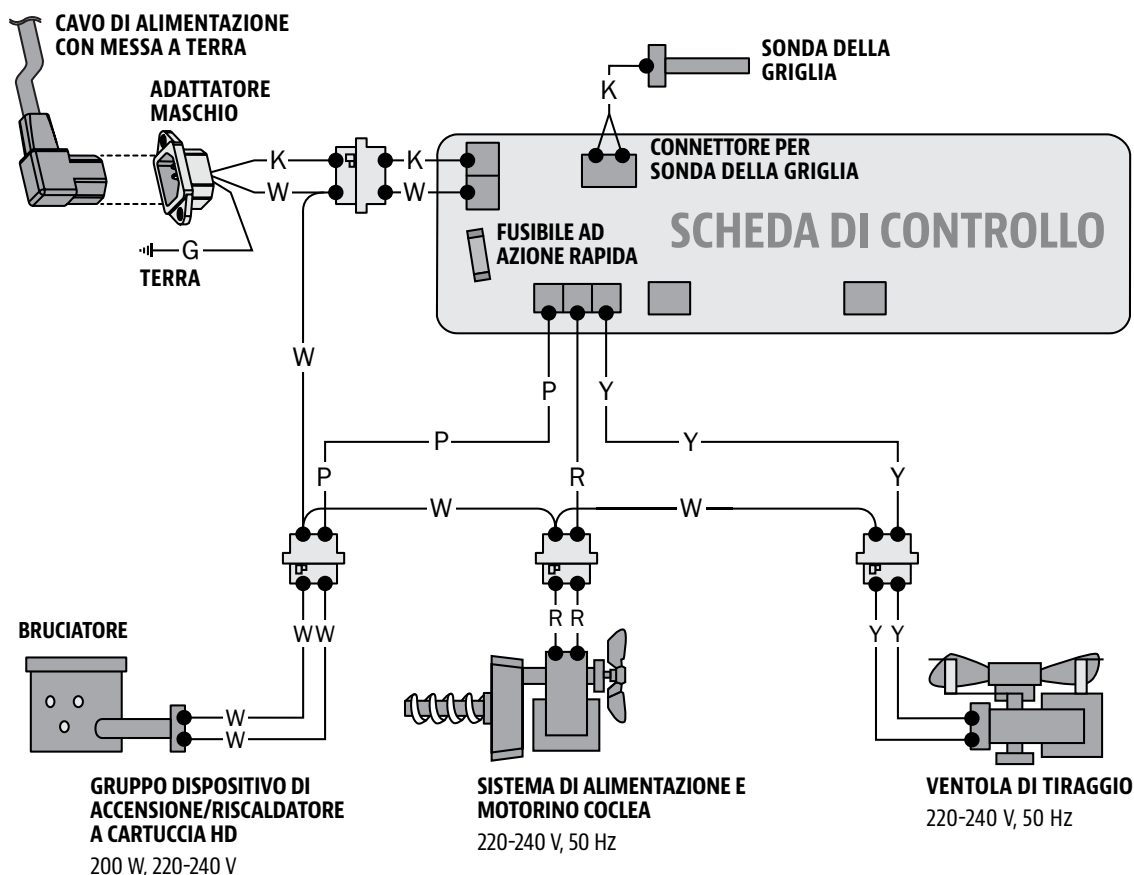 CAVO DI ALIMENTAZIONE
CON MESSA A TERRA
ADATTATORE
MASCHIO
SONDA DELLA
GRIGLIA
K
CONNETTORE PER
SONDA DELLA GRIGLIA
K
K
W
W
SCHEDA DI CONTROLLO
FUSIBILE AD
AZIONE RAPIDA
G
TERRA
W
P
Y
P
Y
P
R
Y
W
W
BRUCIATORE
W W
R R
Y Y
W
W
GRUPPO DISPOSITIVO DI
ACCENSIONE/RISCALDATORE
A CARTUCCIA HD
200 W, 220-240 V
SISTEMA DI ALIMENTAZIONE E
MOTORINO COCLEA
220-240 V, 50 Hz
VENTOLA DI TIRAGGIO
220-240 V, 50 Hz